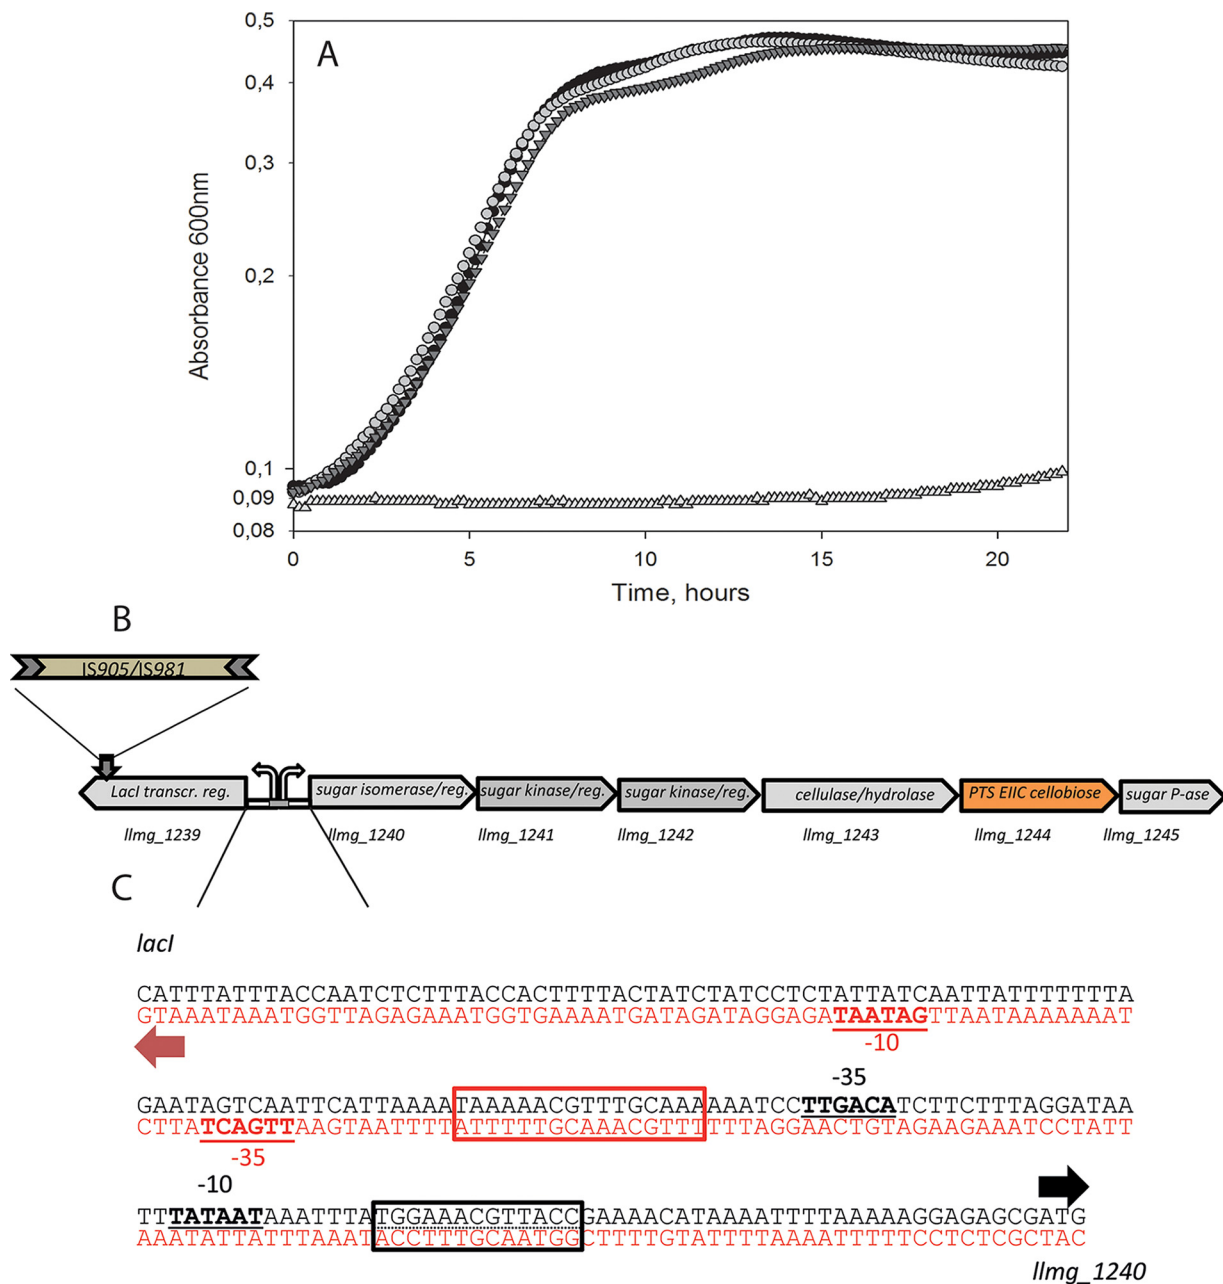 A
0,5
0,4
0,3
0,2
0,1
0,09
0,08
Absorbance 600nm
0 5 10 15 20
Time, hours
B
IS905/IS981
LacI transcr. reg. sugar isomerase/reg. sugar kinase/reg. sugar kinase/reg. cellulase/hydrolase PTS EIIC cellobiose sugar P-ase
llmg_1239 llmg_1240 llmg_1241 llmg_1242 llmg_1243 llmg_1244 llmg_1245
C
lacI
CATTTATTTACCAATCTCTTTACCACTTTTACTATCTATCCTCTATTATCAATTATTTTTTTA
GTAAATAAATGGTTAGAGAAATGGTGAAAATGATAGATAGGAGATAATAGTTAATAAAAAAAT
-10
-35
GAATAGTCAATTCATTAAAATAAAAACGTTTGCAAAAAATCCTTGACATCTTCTTTAGGATAA
CTTATCAGTTAAGTAATTTTATTTTTGCAAACGTTTTTTAGGAACTGTAGAAGAAATCCTATT
-35
-10
TTTATAATAAATTTATGGAAACGTTACCGAAAACATAAAATTTTAAAAAGGAGAGCGATG
AAATATTATTTAAATACCTTTGCAATGGCTTTTGTATTTTAAAATTTTTCCTCTCGCTAC
llmg_1240